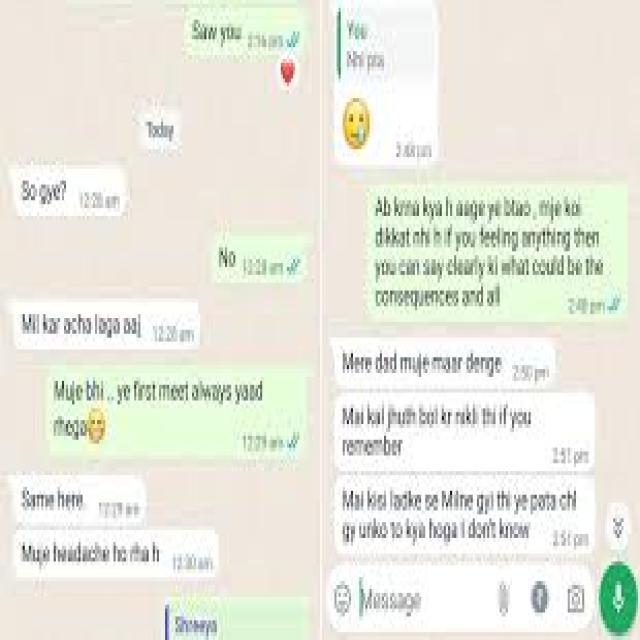 Saw you 2:16 pm
Today
So gye? 12:28 am
No 12:28 am
Mil kar acha laga aaj 12:28 am
Muje bhi .. ye first meet always yaad
rhega
12:29 am
Same here. 12:29 am
Muje headache ho rha h 12:30 am
Shreeya
You
Nhi pta
2:48 pm
Ab krna kya h aage ye btao , mje koi
dikkat nhi h if you feeling anything then
you can say clearly ki what could be the
consequences and all
2:49 pm
Mere dad muje maar denge 2:50 pm
Mai kal jhuth bol kr nikli thi if you
remember
2:51 pm
Mai kisi ladke se Milne gyi thi ye pata chl
gy unko to kya hoga I don't know
2:51 pm
Message